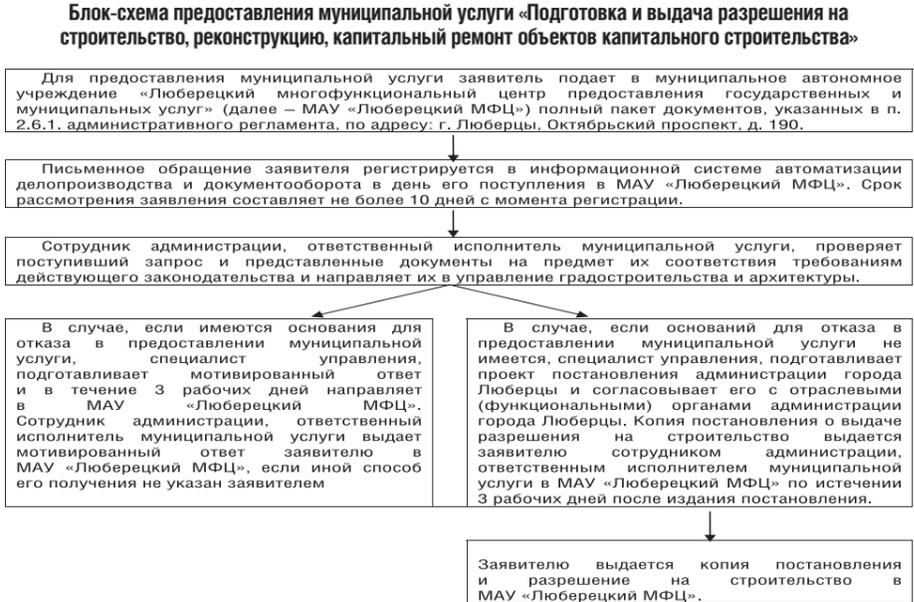 Блок-схема предоставления муниципальной услуги «Подготовка и выдача разрешения на
строительство, реконструкцию, капитальный ремонт объектов капитального строительства»
Для предоставления муниципальной услуги заявитель подает в муниципальное автономное
учреждение «Люберецкий многофункциональный центр предоставления государственных и
муниципальных услуг» (далее – МАУ «Люберецкий МФЦ») полный пакет документов, указанных в п.
2.6.1. административного регламента, по адресу: г. Люберцы, Октябрьский проспект, д. 190.
Письменное обращение заявителя регистрируется в информационной системе автоматизации
делопроизводства и документооборота в день его поступления в МАУ «Люберецкий МФЦ». Срок
рассмотрения заявления составляет не более 10 дней с момента регистрации.
Сотрудник администрации, ответственный исполнитель муниципальной услуги, проверяет
поступивший запрос и представленные документы на предмет их соответствия требованиям
действующего законодательства и направляет их в управление градостроительства и архитектуры.
В случае, если имеются основания для
отказа в предоставлении муниципальной
услуги, специалист управления,
подготавливает мотивированный ответ
и в течение 3 рабочих дней направляет
в МАУ «Люберецкий МФЦ».
Сотрудник администрации, ответственный
исполнитель муниципальной услуги выдает
мотивированный ответ заявителю в
МАУ «Люберецкий МФЦ», если иной способ
его получения не указан заявителем
В случае, если оснований для отказа в
предоставлении муниципальной услуги не
имеется, специалист управления, подготавливает
проект постановления администрации города
Люберцы и согласовывает его с отраслевыми
(функциональными) органами администрации
города Люберцы. Копия постановления о выдаче
разрешения на строительство выдается
заявителю сотрудником администрации,
ответственным исполнителем муниципальной
услуги в МАУ «Люберецкий МФЦ» по истечении
3 рабочих дней после издания постановления.
Заявителю выдается копия постановления
и разрешение на строительство в
МАУ «Люберецкий МФЦ».